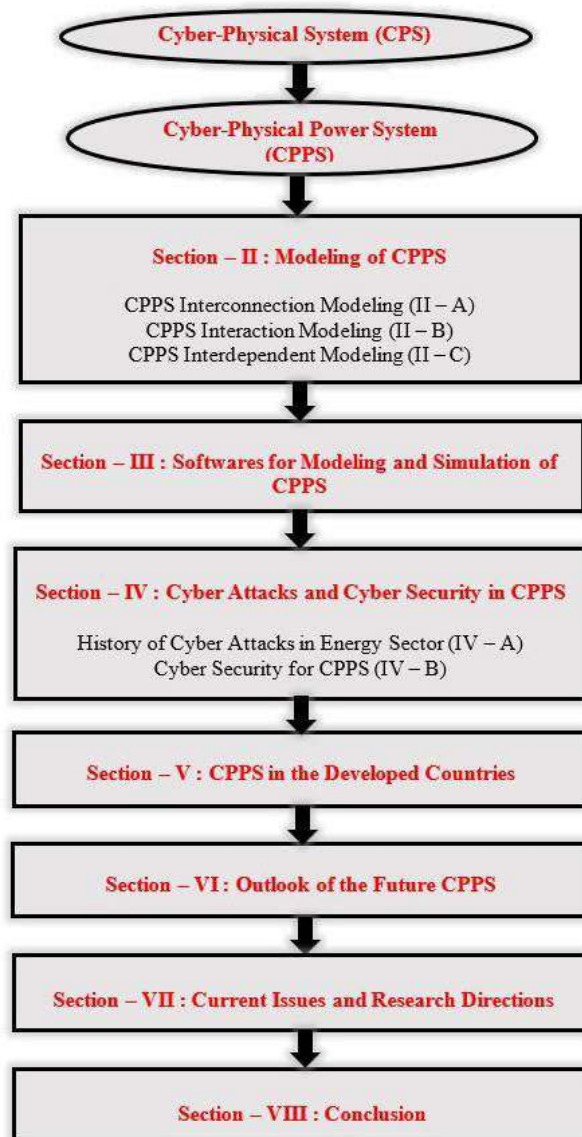 Cyber-Physical System (CPS)
Cyber-Physical Power System
(CPPS)
Section – II : Modeling of CPPS
CPPS Interconnection Modeling (II – A)
CPPS Interaction Modeling (II – B)
CPPS Interdependent Modeling (II – C)
Section – III : Softwares for Modeling and Simulation of
CPPS
Section – IV : Cyber Attacks and Cyber Security in CPPS
History of Cyber Attacks in Energy Sector (IV – A)
Cyber Security for CPPS (IV – B)
Section – V : CPPS in the Developed Countries
Section – VI : Outlook of the Future CPPS
Section – VII : Current Issues and Research Directions
Section – VIII : Conclusion